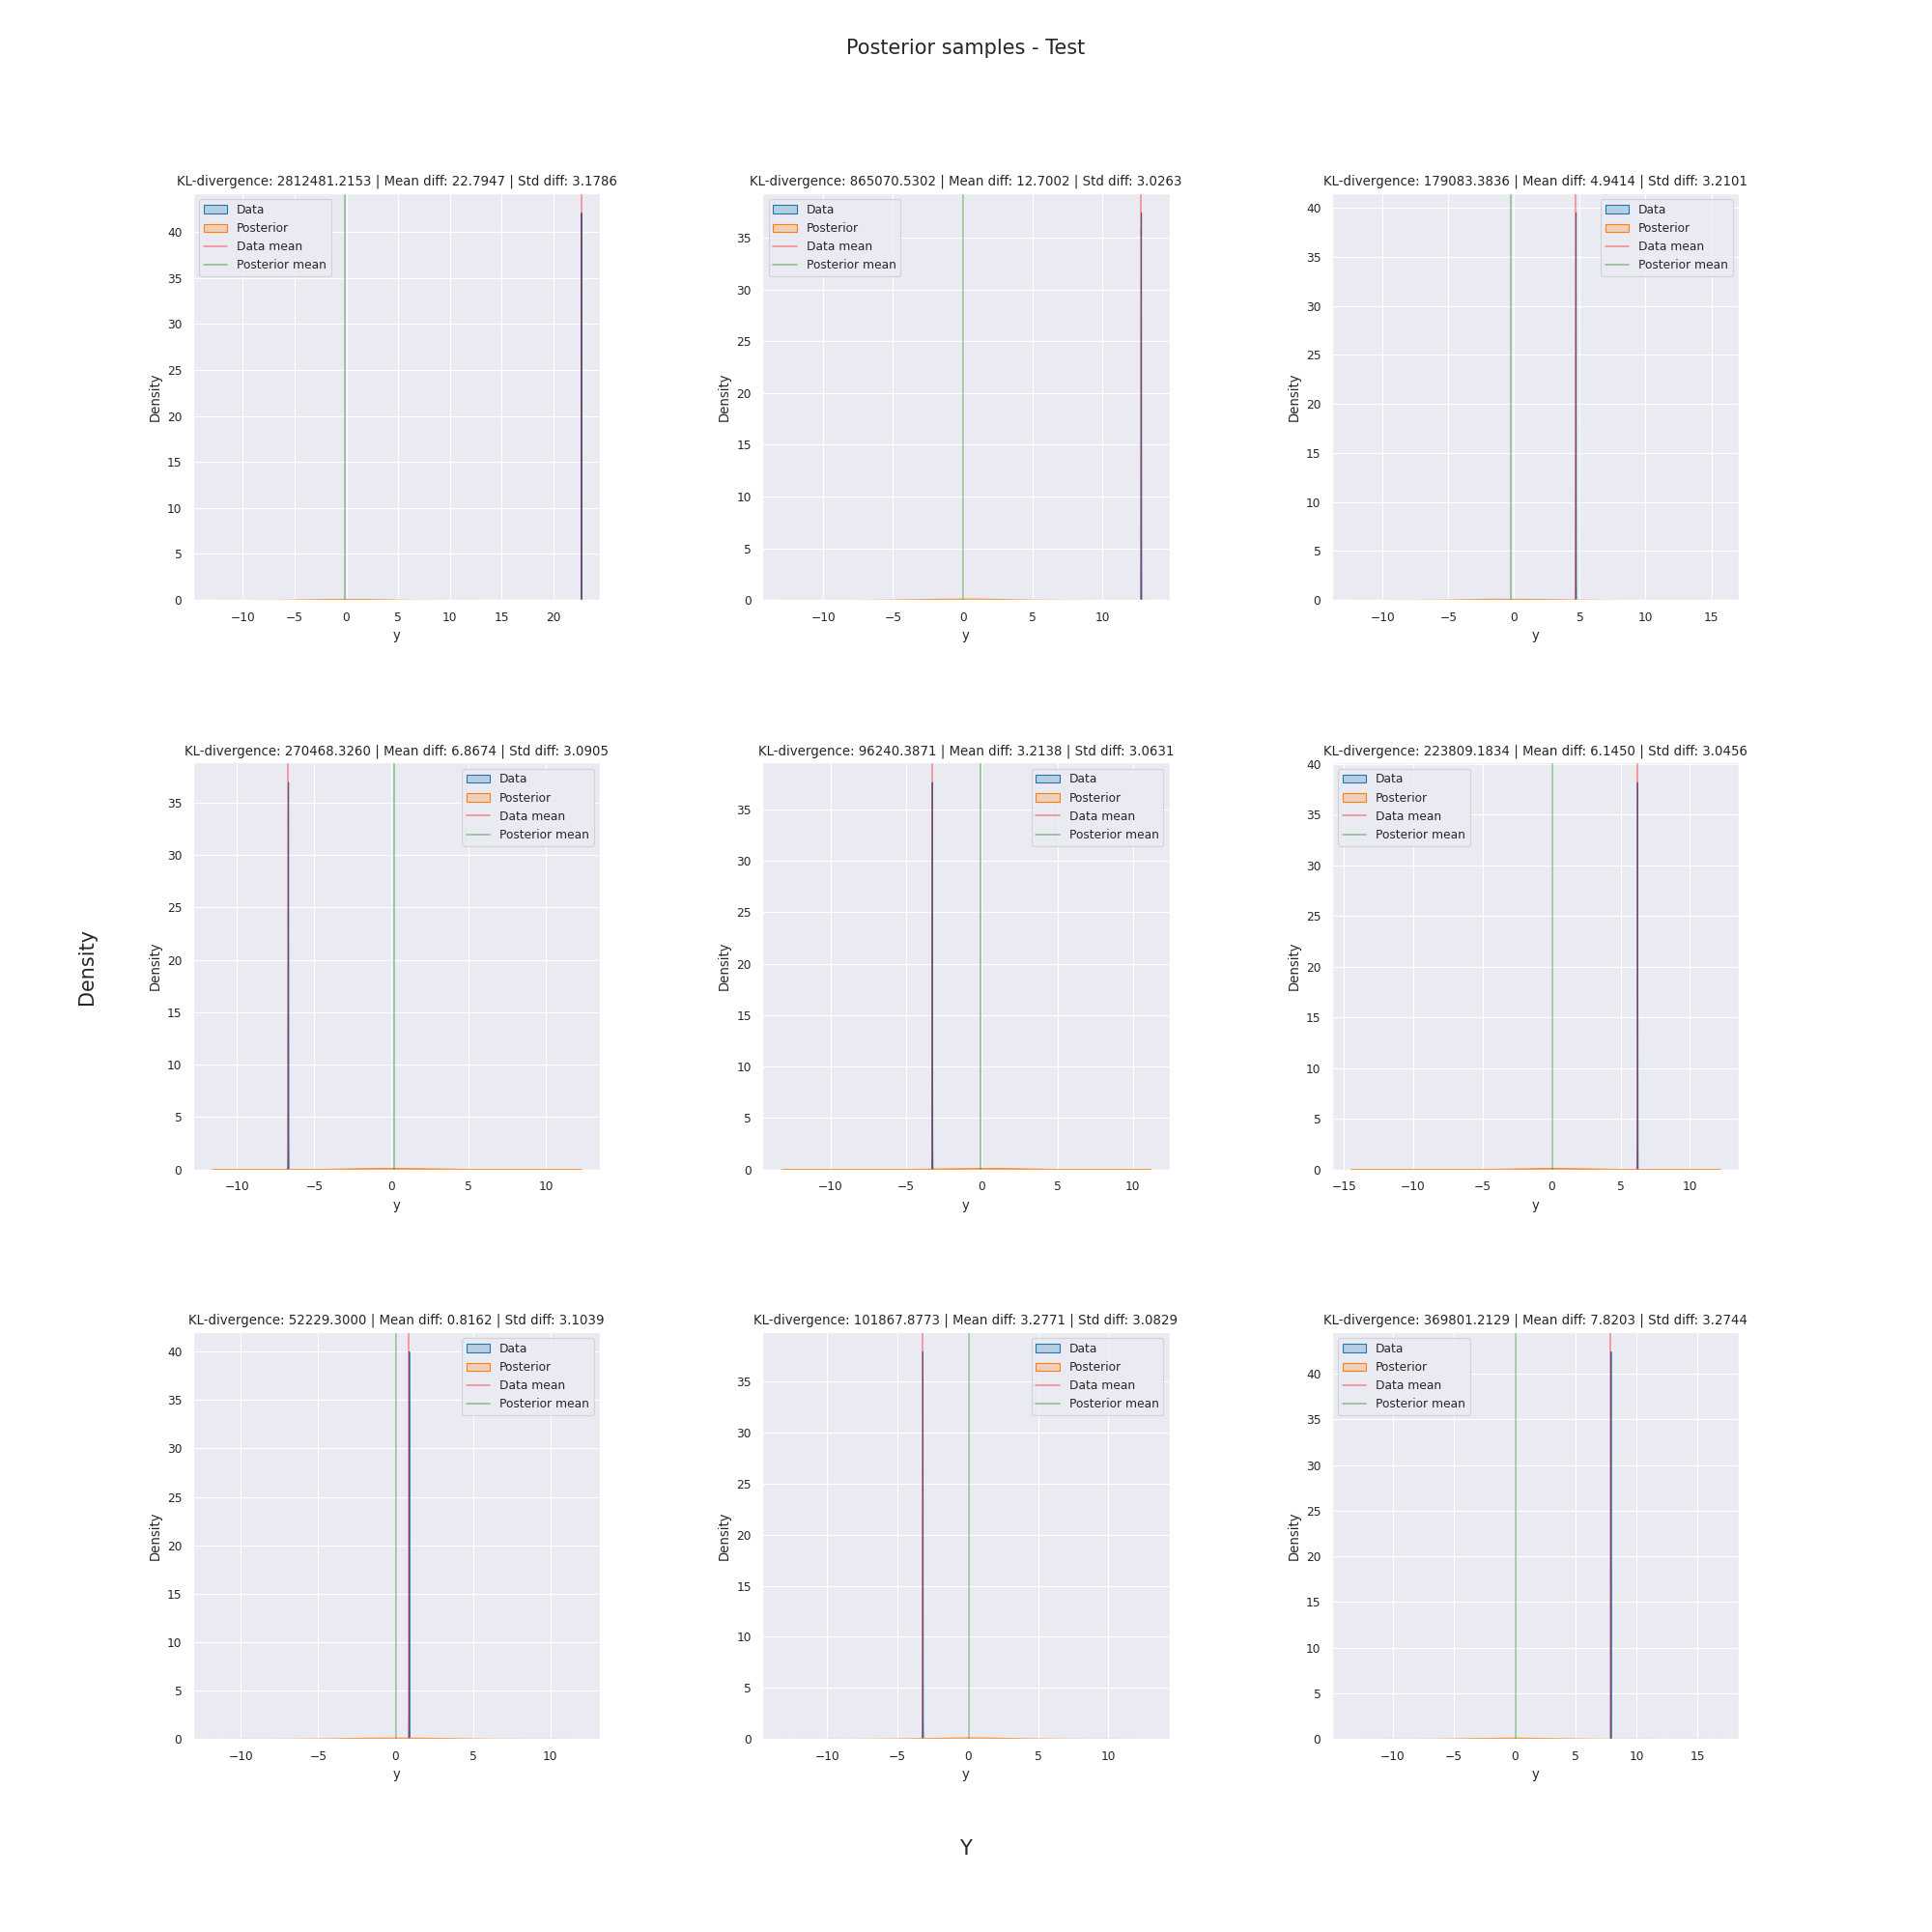 Posterior samples - Test
KL-divergence: 2812481.2153 | Mean diff: 22.7947 | Std diff: 3.1786
Data
Posterior
Data mean
Posterior mean
40
35
30
25
20
15
10
5
0
Density
−10 −5 0 5 10 15 20
y
KL-divergence: 865070.5302 | Mean diff: 12.7002 | Std diff: 3.0263
Data
Posterior
Data mean
Posterior mean
35
30
25
20
15
10
5
0
Density
−10 −5 0 5 10
y
KL-divergence: 179083.3836 | Mean diff: 4.9414 | Std diff: 3.2101
Data
Posterior
Data mean
Posterior mean
40
35
30
25
20
15
10
5
0
Density
−10 −5 0 5 10 15
y
Density
KL-divergence: 270468.3260 | Mean diff: 6.8674 | Std diff: 3.0905
Data
Posterior
Data mean
Posterior mean
35
30
25
20
15
10
5
0
Density
−10 −5 0 5 10
y
KL-divergence: 96240.3871 | Mean diff: 3.2138 | Std diff: 3.0631
Data
Posterior
Data mean
Posterior mean
35
30
25
20
15
10
5
0
Density
−10 −5 0 5 10
y
KL-divergence: 223809.1834 | Mean diff: 6.1450 | Std diff: 3.0456
Data
Posterior
Data mean
Posterior mean
40
35
30
25
20
15
10
5
0
Density
−15 −10 −5 0 5 10
y
KL-divergence: 52229.3000 | Mean diff: 0.8162 | Std diff: 3.1039
Data
Posterior
Data mean
Posterior mean
40
35
30
25
20
15
10
5
0
Density
−10 −5 0 5 10
y
KL-divergence: 101867.8773 | Mean diff: 3.2771 | Std diff: 3.0829
Data
Posterior
Data mean
Posterior mean
35
30
25
20
15
10
5
0
Density
−10 −5 0 5 10
y
KL-divergence: 369801.2129 | Mean diff: 7.8203 | Std diff: 3.2744
Data
Posterior
Data mean
Posterior mean
40
35
30
25
20
15
10
5
0
Density
−10 −5 0 5 10 15
y
Y